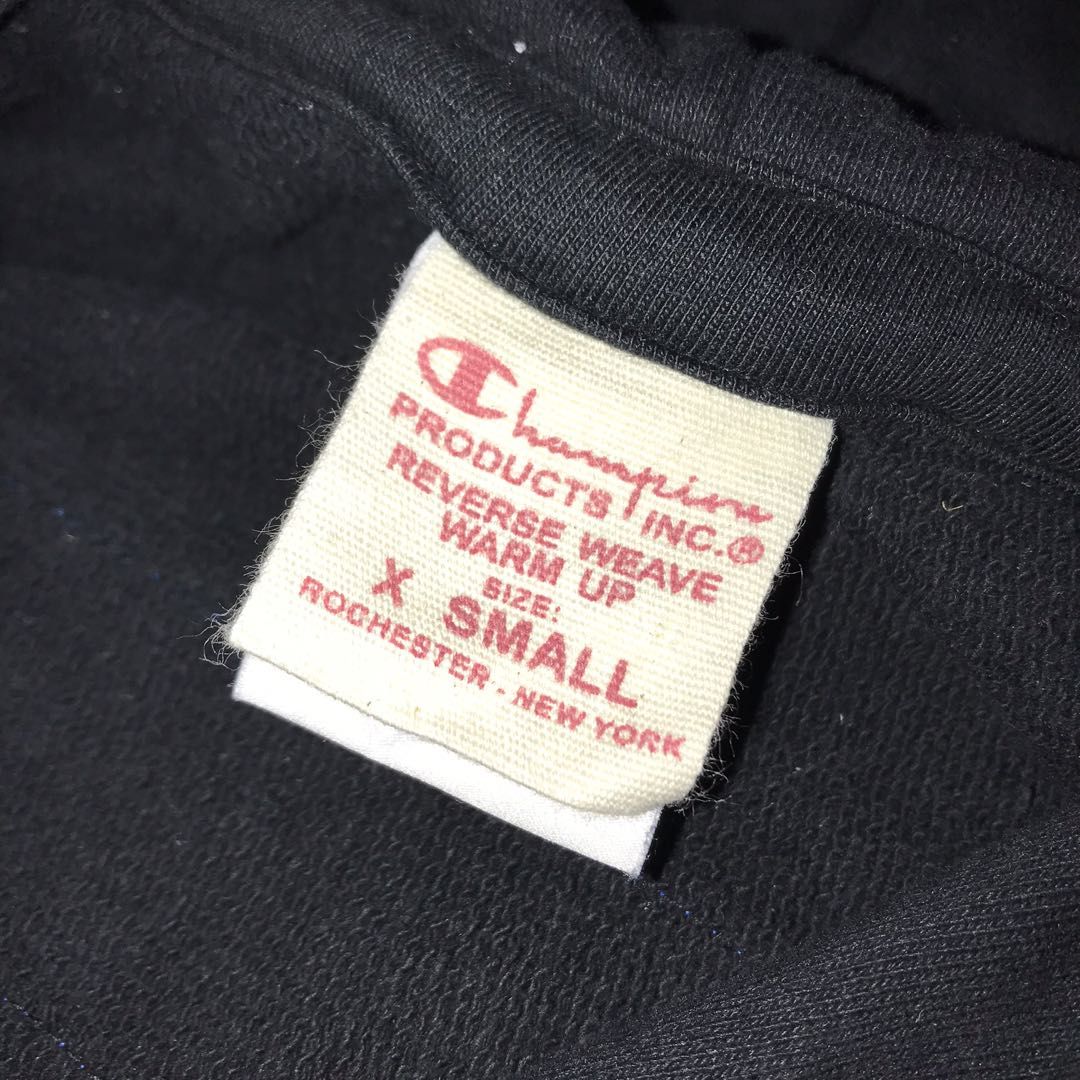 Champion
PRODUCTS INC.®
REVERSE WEAVE
WARM UP
SIZE:
X SMALL
ROCHESTER - NEW YORK